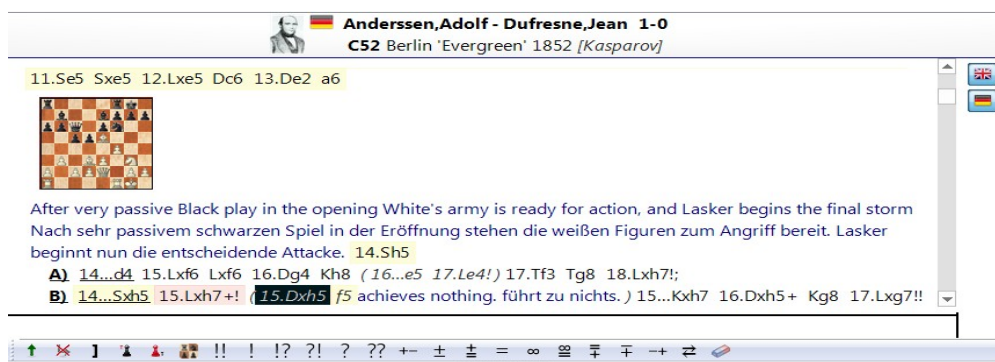 Anderssen,Adolf - Dufresne,Jean 1-0
C52 Berlin 'Evergreen' 1852 [Kasparov]
11.Se5 Sxe5 12.Lxe5 Dc6 13.De2 a6
After very passive Black play in the opening White's army is ready for action, and Lasker begins the final storm
Nach sehr passivem schwarzen Spiel in der Eröffnung stehen die weißen Figuren zum Angriff bereit. Lasker
beginnt nun die entscheidende Attacke. 14.Sh5
A) 14...d4 15.Lxf6 Lxf6 16.Dg4 Kh8 ( 16...e5 17.Le4! ) 17.Tf3 Tg8 18.Lxh7!;
B) 14...Sxh5 15.Lxh7+! ( 15.Dxh5 f5 achieves nothing. führt zu nichts. ) 15...Kxh7 16.Dxh5+ Kg8 17.Lxg7!!
] !! ! !? ?! ? ?? +− ± ⩲ = ∞ ≅ ⩱ ∓ −+ ⇄